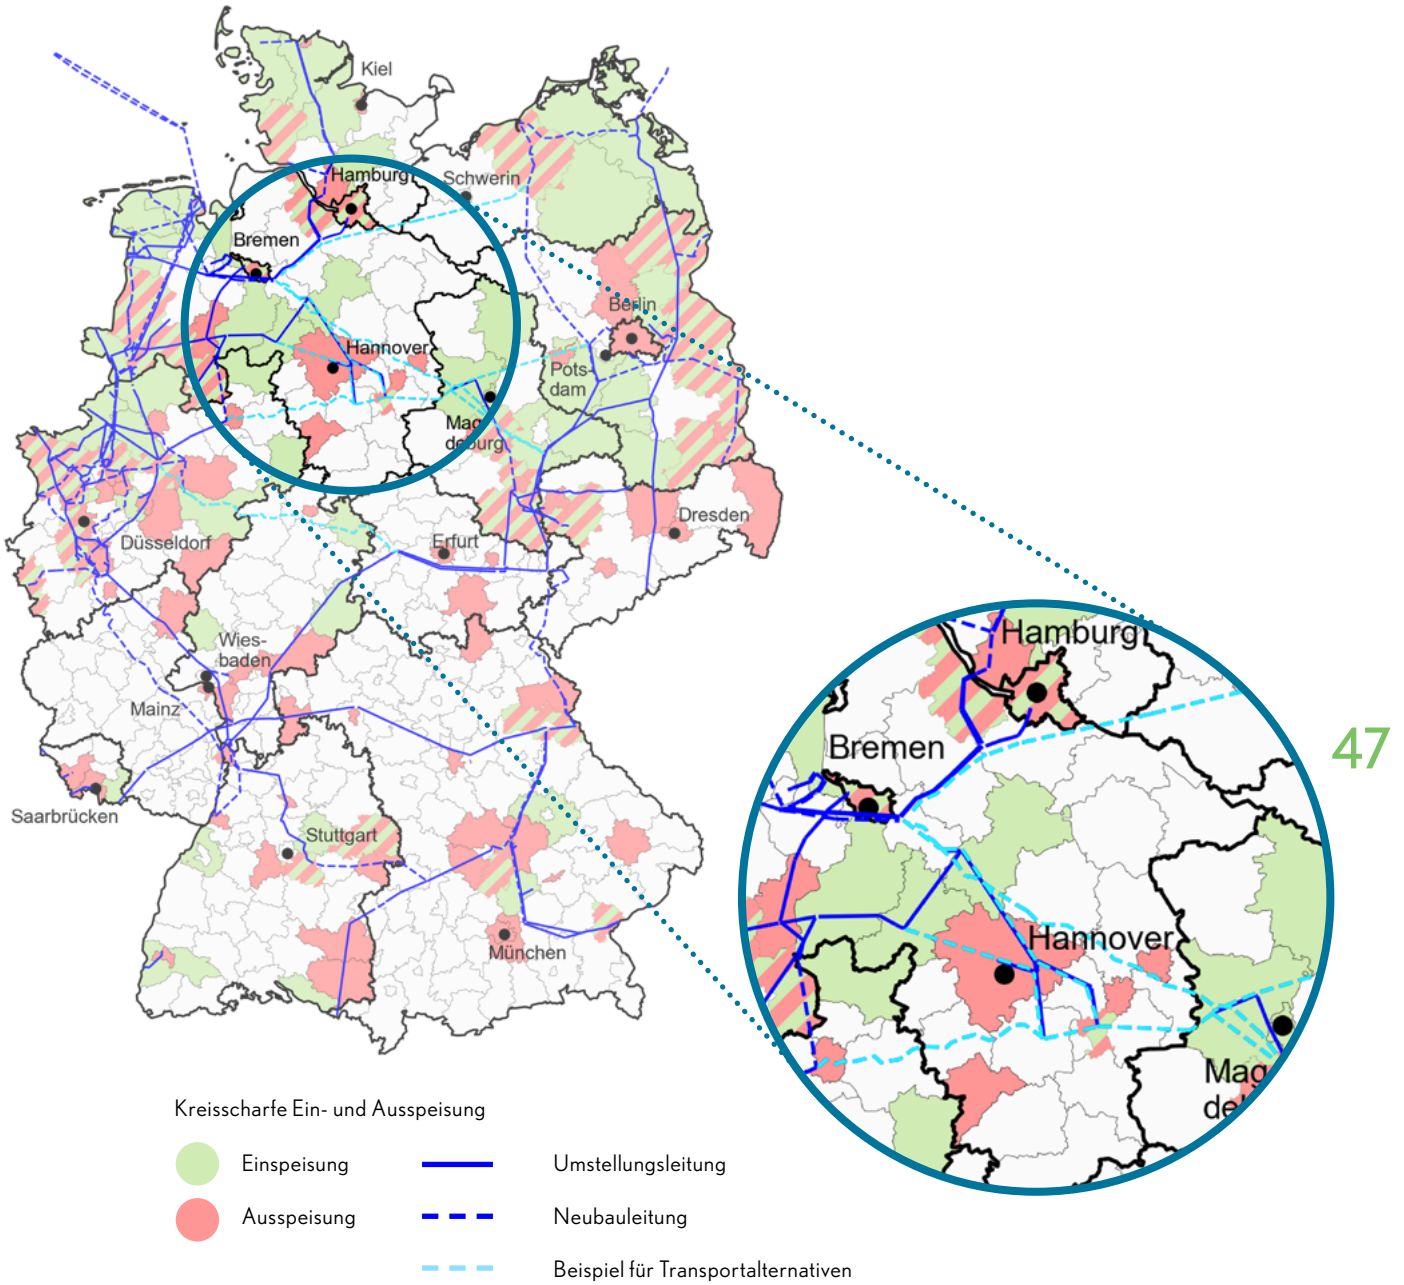 Kiel
Hamburg
Schwerin
Bremen
Berlin
Hannover
Pots-
dam
Mag
deburg
Düsseldorf
Erfurt
Dresden
Wies-
baden
Mainz
Saarbrücken
Stuttgart
München
Hamburg
Bremen
47
Hannover
Mag
de
Kreisscharfe Ein- und Ausspeisung
Einspeisung
Umstellungsleitung
Ausspeisung
Neubauleitung
Beispiel für Transportalternativen